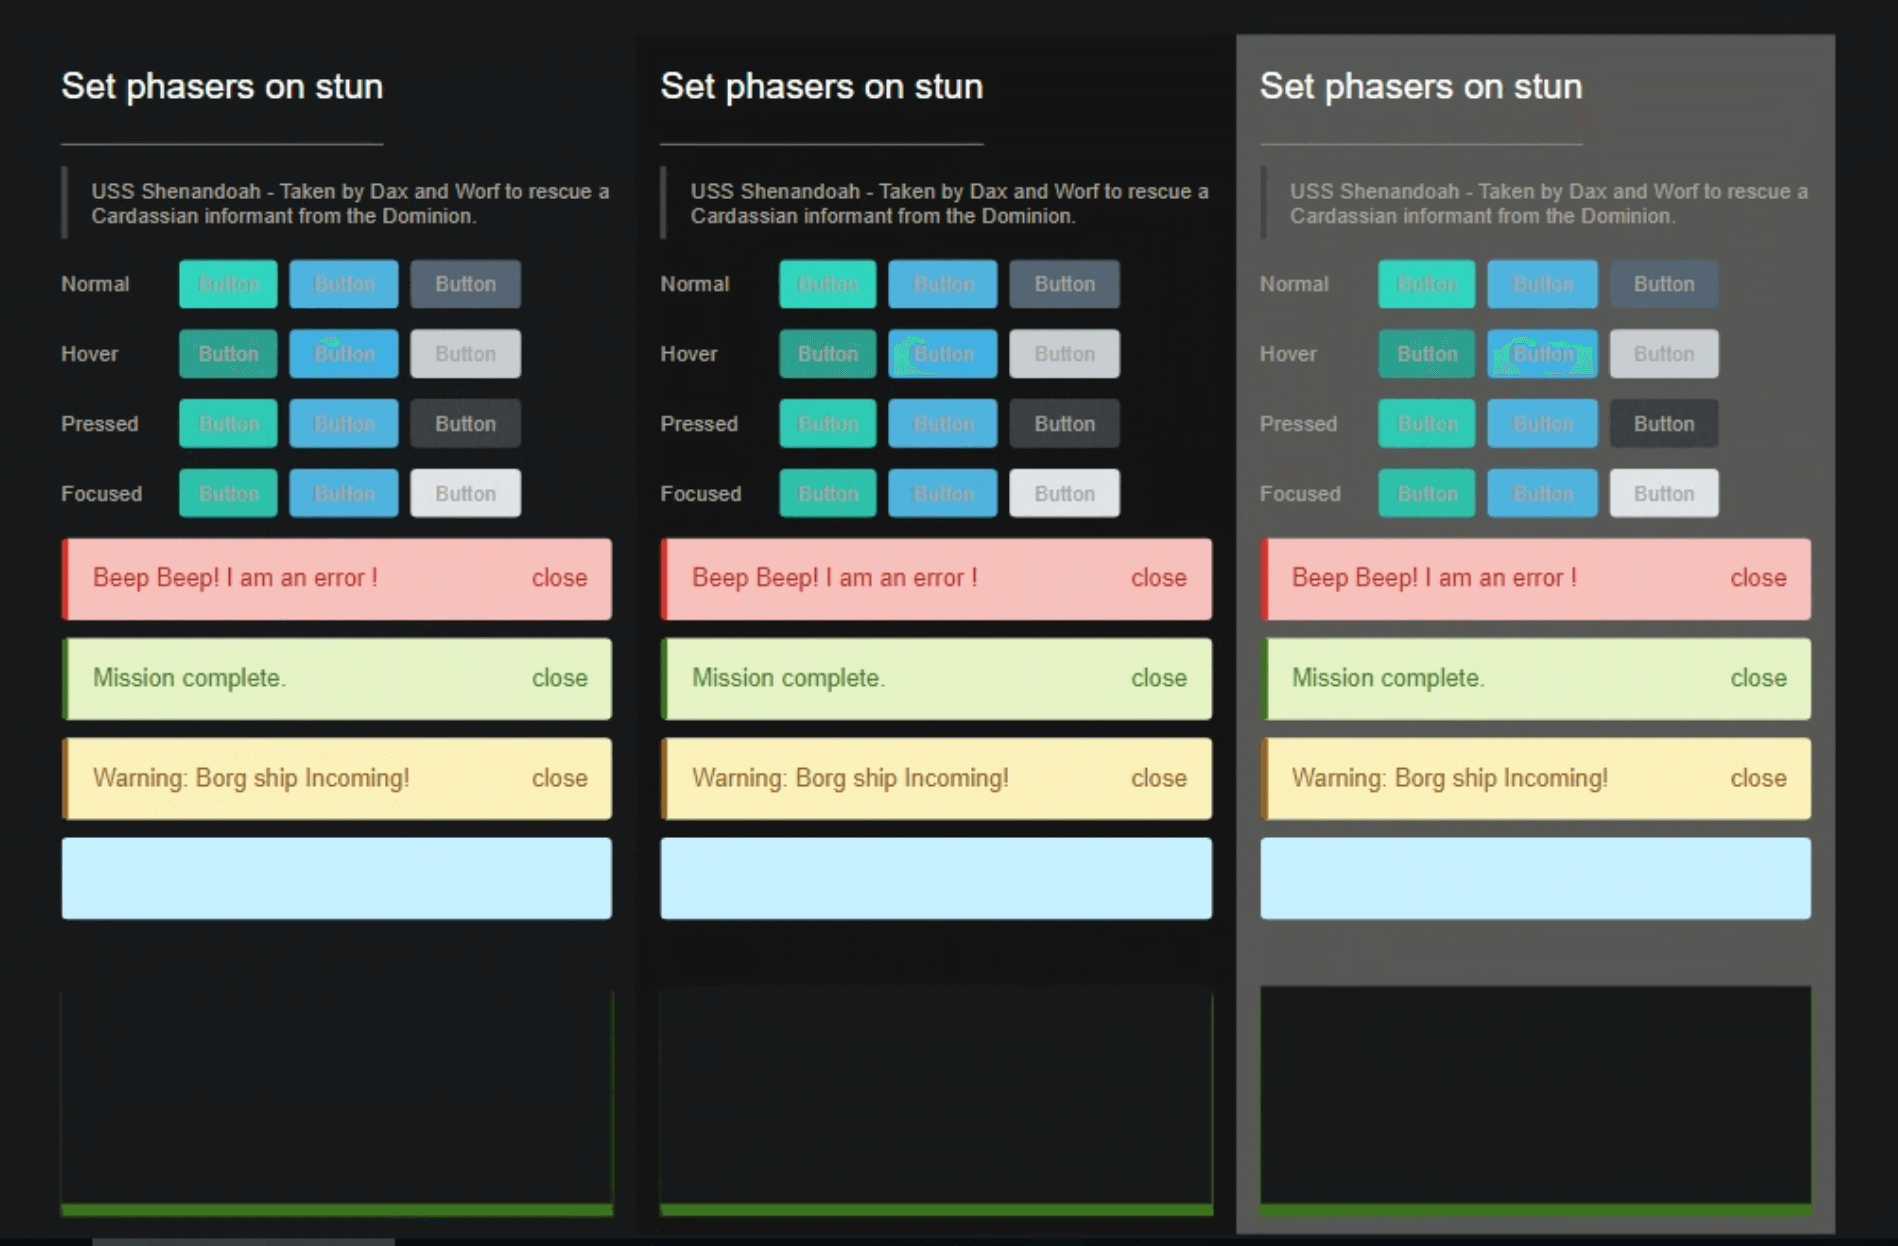 Set phasers on stun
USS Shenandoah - Taken by Dax and Worf to rescue a
Cardassian informant from the Dominion.
Normal Button Button Button
Hover Button Button Button
Pressed Button Button Button
Focused Button Button Button
Beep Beep! I am an error ! close
Mission complete. close
Warning: Borg ship Incoming! close
Set phasers on stun
USS Shenandoah - Taken by Dax and Worf to rescue a
Cardassian informant from the Dominion.
Normal Button Button Button
Hover Button Button Button
Pressed Button Button Button
Focused Button Button Button
Beep Beep! I am an error ! close
Mission complete. close
Warning: Borg ship Incoming! close
Set phasers on stun
USS Shenandoah - Taken by Dax and Worf to rescue a
Cardassian informant from the Dominion.
Normal Button Button Button
Hover Button Button Button
Pressed Button Button Button
Focused Button Button Button
Beep Beep! I am an error ! close
Mission complete. close
Warning: Borg ship Incoming! close